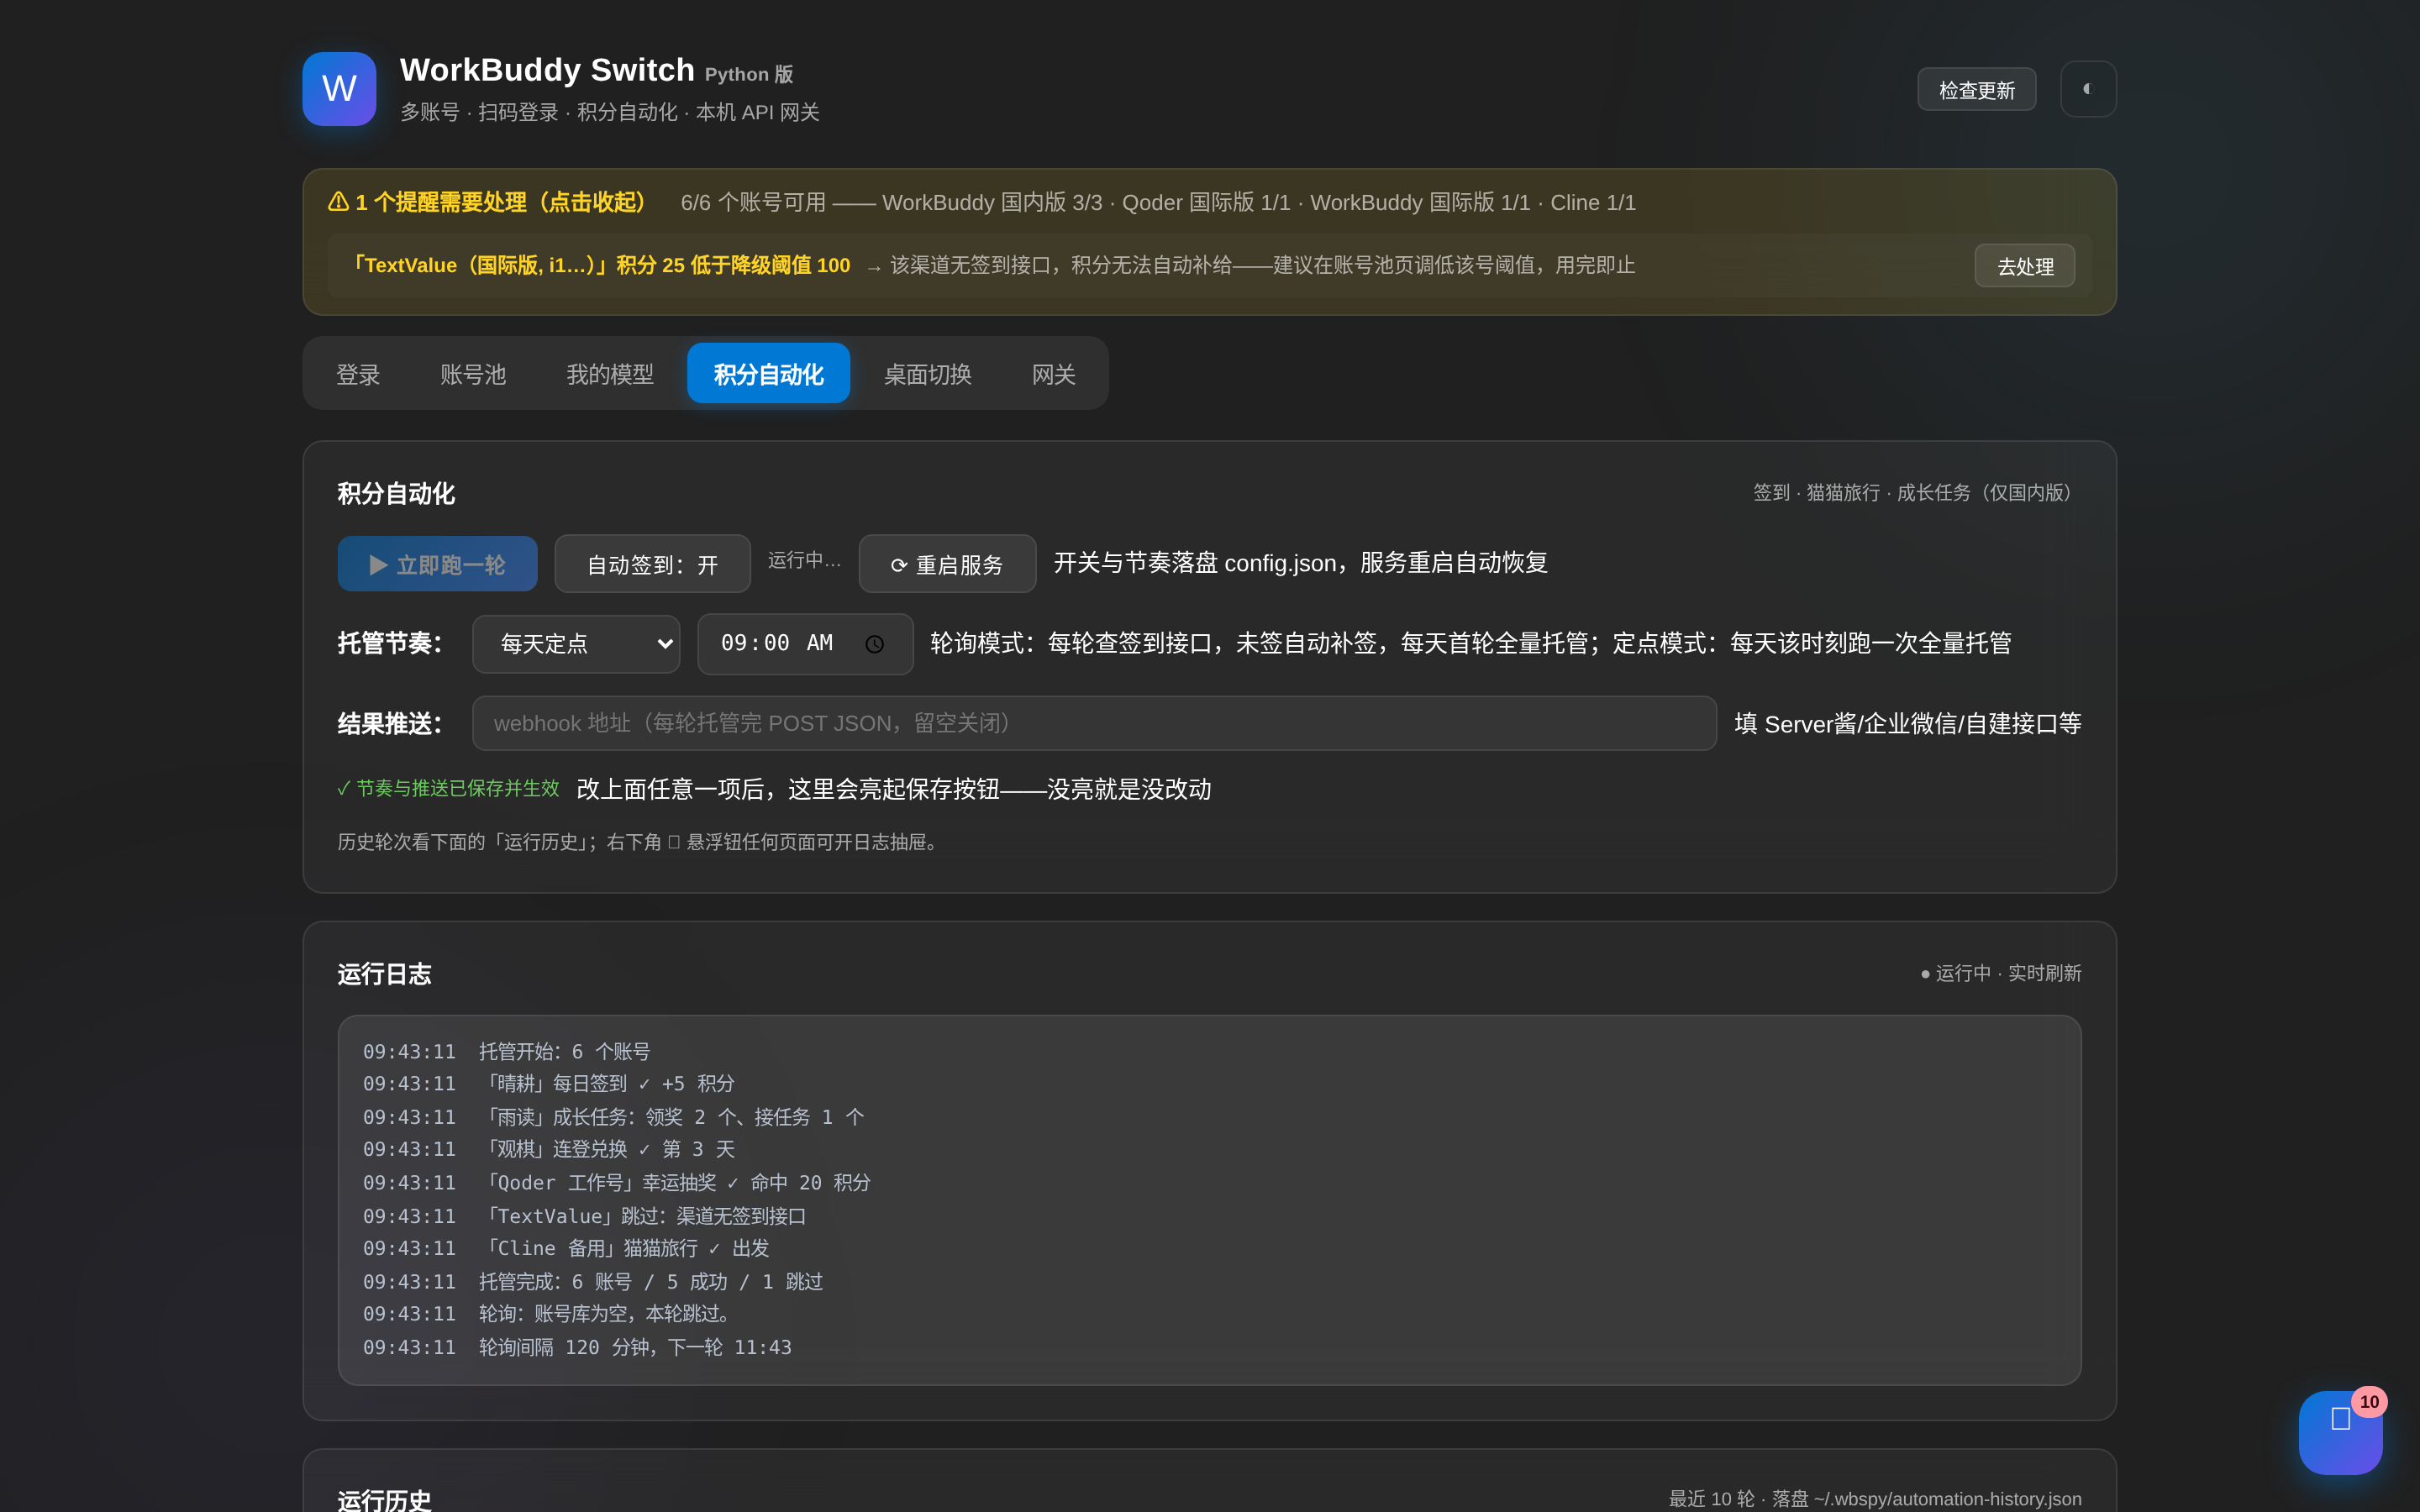 W
WorkBuddy Switch Python 版
多账号 · 扫码登录 · 积分自动化 · 本机 API 网关
检查更新
⚠ 1 个提醒需要处理（点击收起） 6/6 个账号可用 —— WorkBuddy 国内版 3/3 · Qoder 国际版 1/1 · WorkBuddy 国际版 1/1 · Cline 1/1
「TextValue（国际版, i1…）」积分 25 低于降级阈值 100 → 该渠道无签到接口，积分无法自动补给——建议在账号池页调低该号阈值，用完即止
去处理
登录 账号池 我的模型 积分自动化 桌面切换 网关
积分自动化
签到 · 猫猫旅行 · 成长任务（仅国内版）
▶ 立即跑一轮 自动签到：开 运行中… ⟳ 重启服务 开关与节奏落盘 config.json，服务重启自动恢复
托管节奏： 每天定点 09:00 AM 轮询模式：每轮查签到接口，未签自动补签，每天首轮全量托管；定点模式：每天该时刻跑一次全量托管
结果推送： webhook 地址（每轮托管完 POST JSON，留空关闭） 填 Server酱/企业微信/自建接口等
✓ 节奏与推送已保存并生效 改上面任意一项后，这里会亮起保存按钮——没亮就是没改动
历史轮次看下面的「运行历史」；右下角 悬浮钮任何页面可开日志抽屉。
运行日志
● 运行中 · 实时刷新
09:43:11 托管开始：6 个账号
09:43:11 「晴耕」每日签到 ✓ +5 积分
09:43:11 「雨读」成长任务：领奖 2 个、接任务 1 个
09:43:11 「观棋」连登兑换 ✓ 第 3 天
09:43:11 「Qoder 工作号」幸运抽奖 ✓ 命中 20 积分
09:43:11 「TextValue」跳过：渠道无签到接口
09:43:11 「Cline 备用」猫猫旅行 ✓ 出发
09:43:11 托管完成：6 账号 / 5 成功 / 1 跳过
09:43:11 轮询：账号库为空，本轮跳过。
09:43:11 轮询间隔 120 分钟，下一轮 11:43
10
运行历史
最近 10 轮 · 落盘 ~/.wbspy/automation-history.json